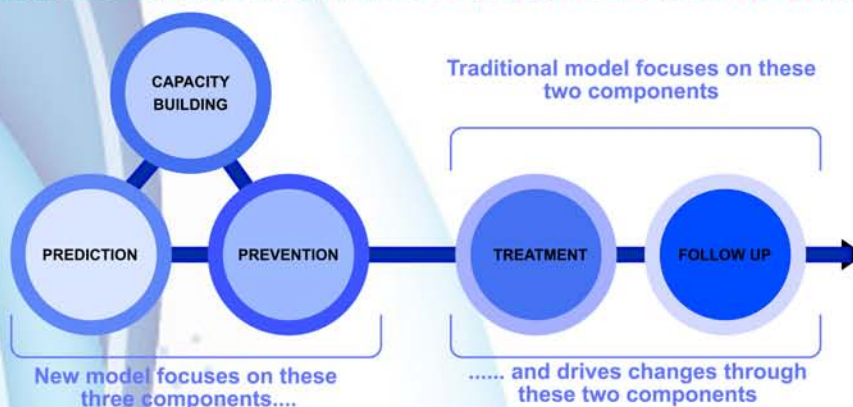 CAPACITY
BUILDING
Traditional model focuses on these
two components
PREDICTION
PREVENTION
TREATMENT
FOLLOW UP
New model focuses on these
three components....
...... and drives changes through
these two components